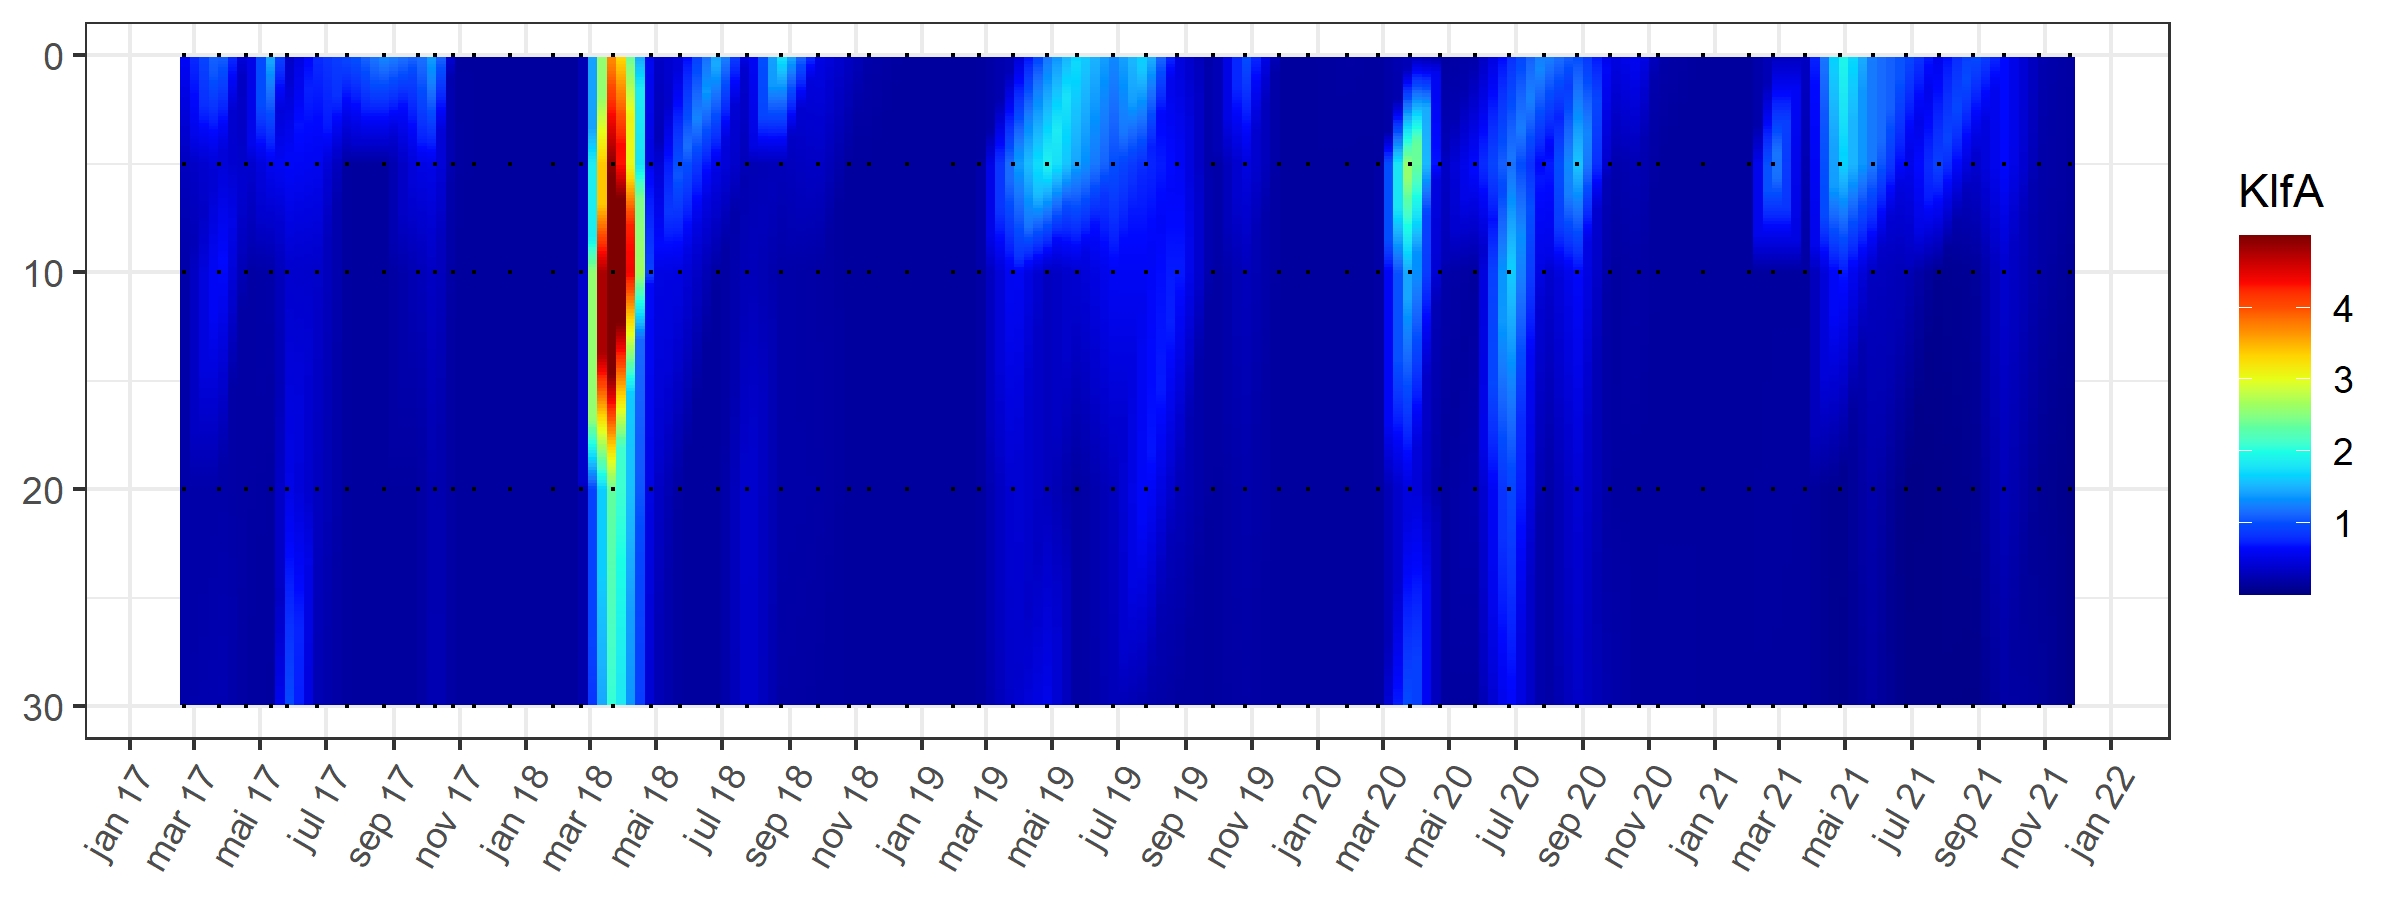 0
10
20
30
jan 17
mar 17
mai 17
jul 17
sep 17
nov 17
jan 18
mar 18
mai 18
jul 18
sep 18
nov 18
jan 19
mar 19
mai 19
jul 19
sep 19
nov 19
jan 20
mar 20
mai 20
jul 20
sep 20
nov 20
jan 21
mar 21
mai 21
jul 21
sep 21
nov 21
jan 22
KlfA
4
3
2
1